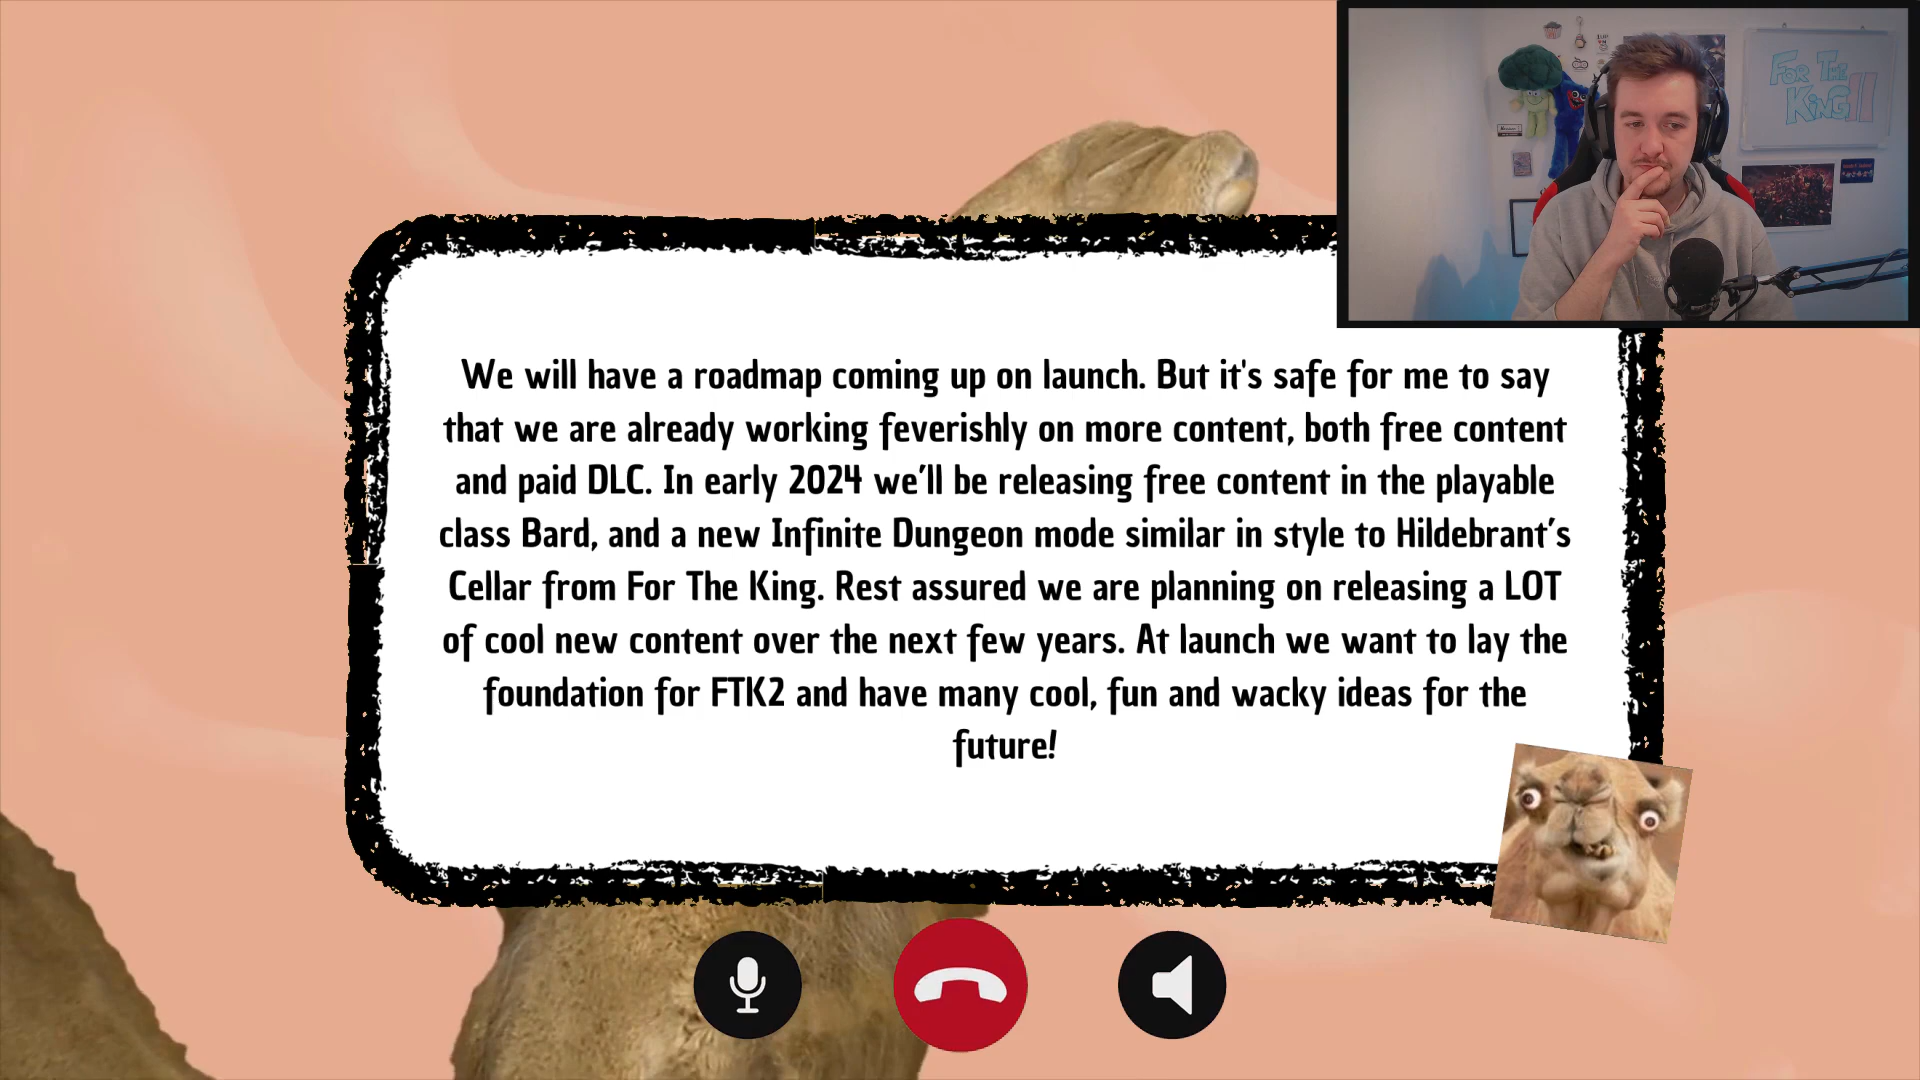 FOR THE
KING II
We will have a roadmap coming up on launch. But it's safe for me to say
that we are already working feverishly on more content, both free content
and paid DLC. In early 2024 we’ll be releasing free content in the playable
class Bard, and a new Infinite Dungeon mode similar in style to Hildebrant’s
Cellar from For The King. Rest assured we are planning on releasing a LOT
of cool new content over the next few years. At launch we want to lay the
foundation for FTK2 and have many cool, fun and wacky ideas for the
future!